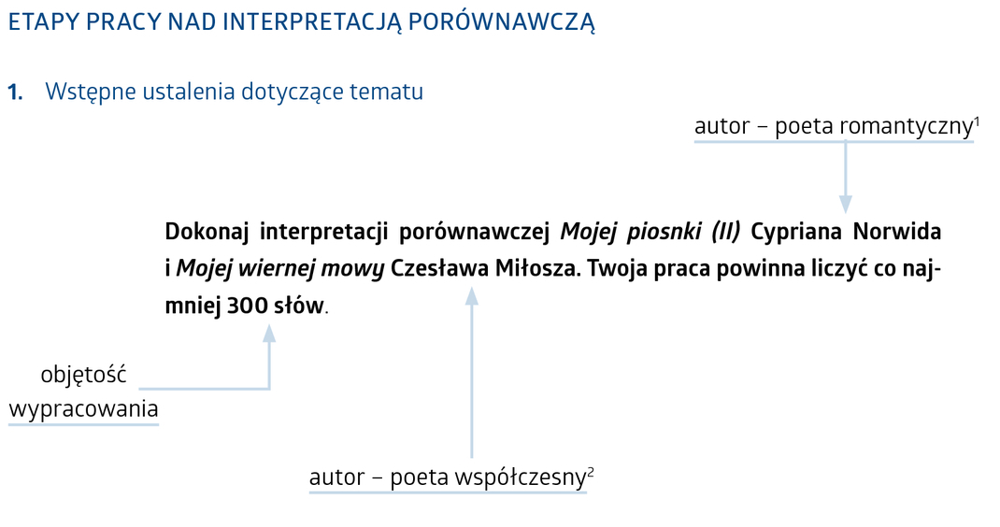 ETAPY PRACY NAD INTERPRETACJĄ PORÓWNAWCZĄ
1. Wstępne ustalenia dotyczące tematu
autor – poeta romantyczny¹
Dokonaj interpretacji porównawczej Mojej piosnki (II) Cypriana Norwida
i Mojej wiernej mowy Czesława Miłosza. Twoja praca powinna liczyć co naj-
mniej 300 słów.
objętość
wypracowania
autor – poeta współczesny²